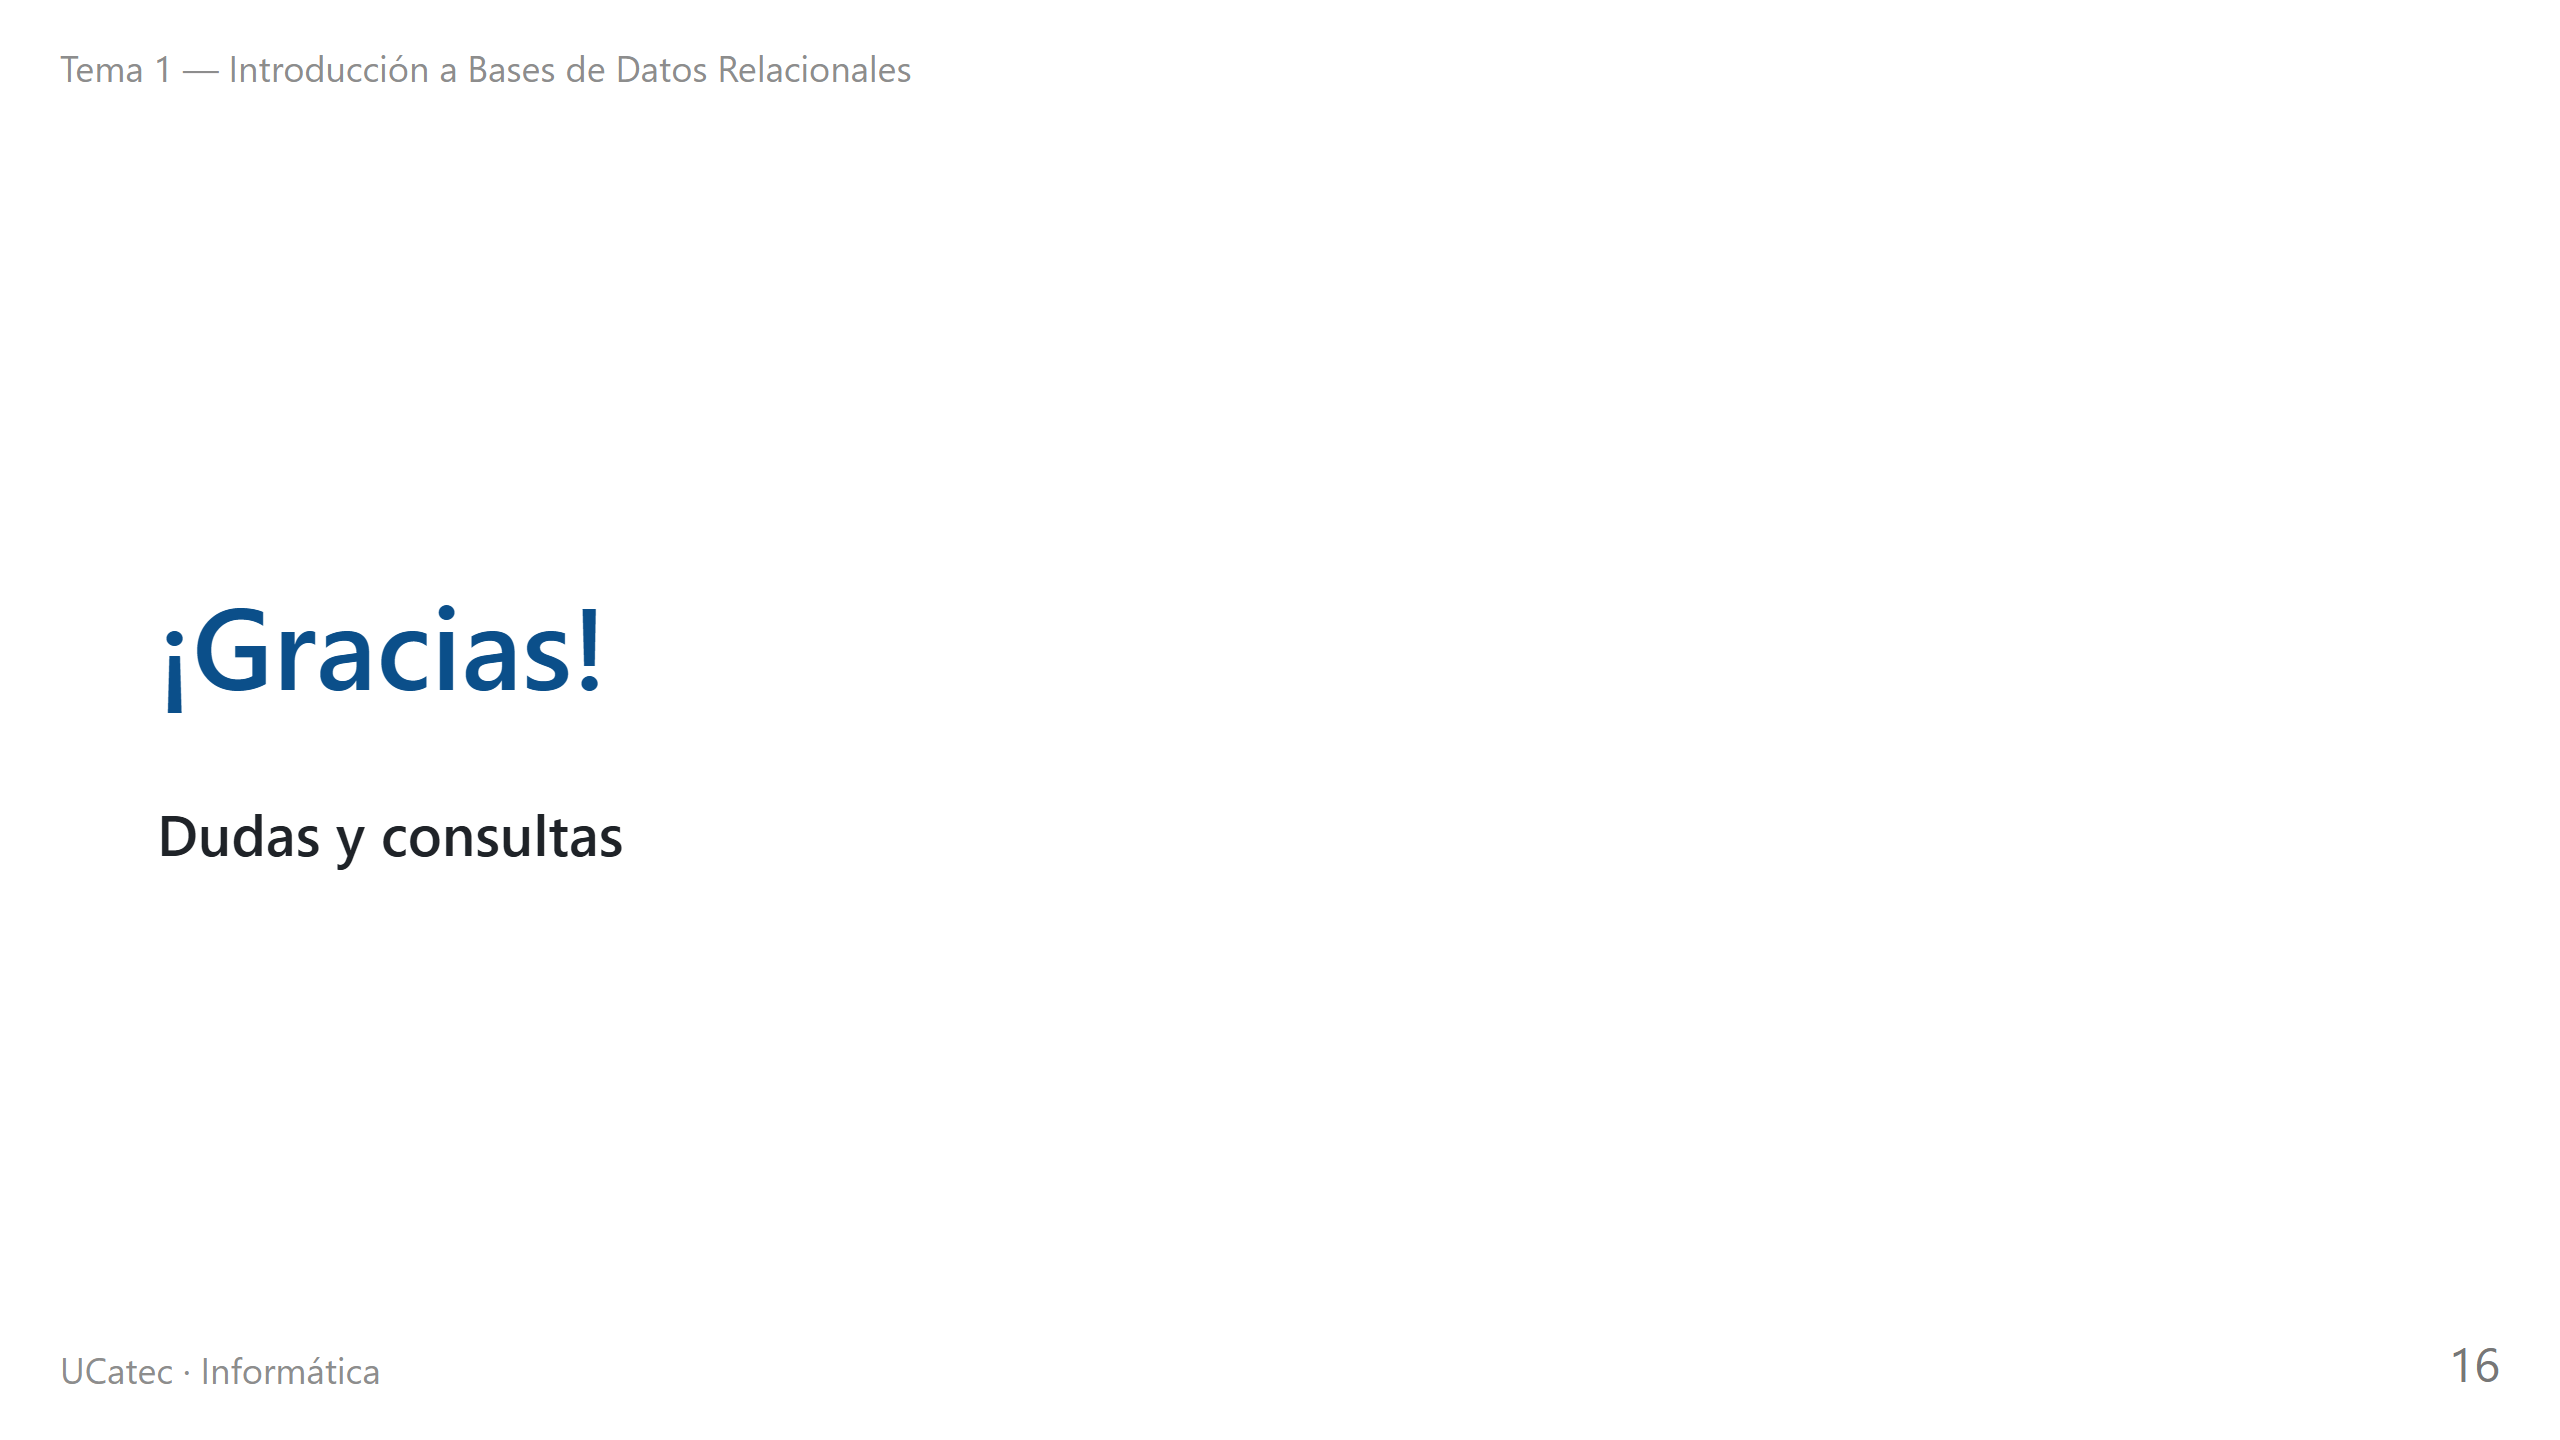 Tema 1 — Introducción a Bases de Datos Relacionales
¡Gracias!
Dudas y consultas
UCatec · Informática
16